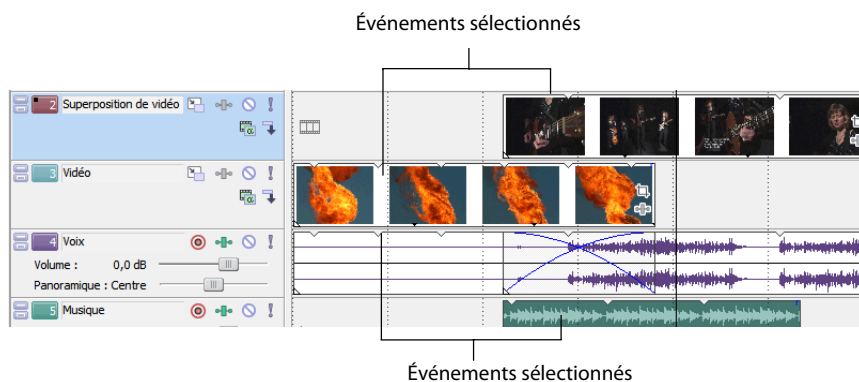 Événements sélectionnés
2 Superposition de vidéo
3 Vidéo
4 Voix
Volume : 0,0 dB
Panoramique : Centre
5 Musique
Événements sélectionnés